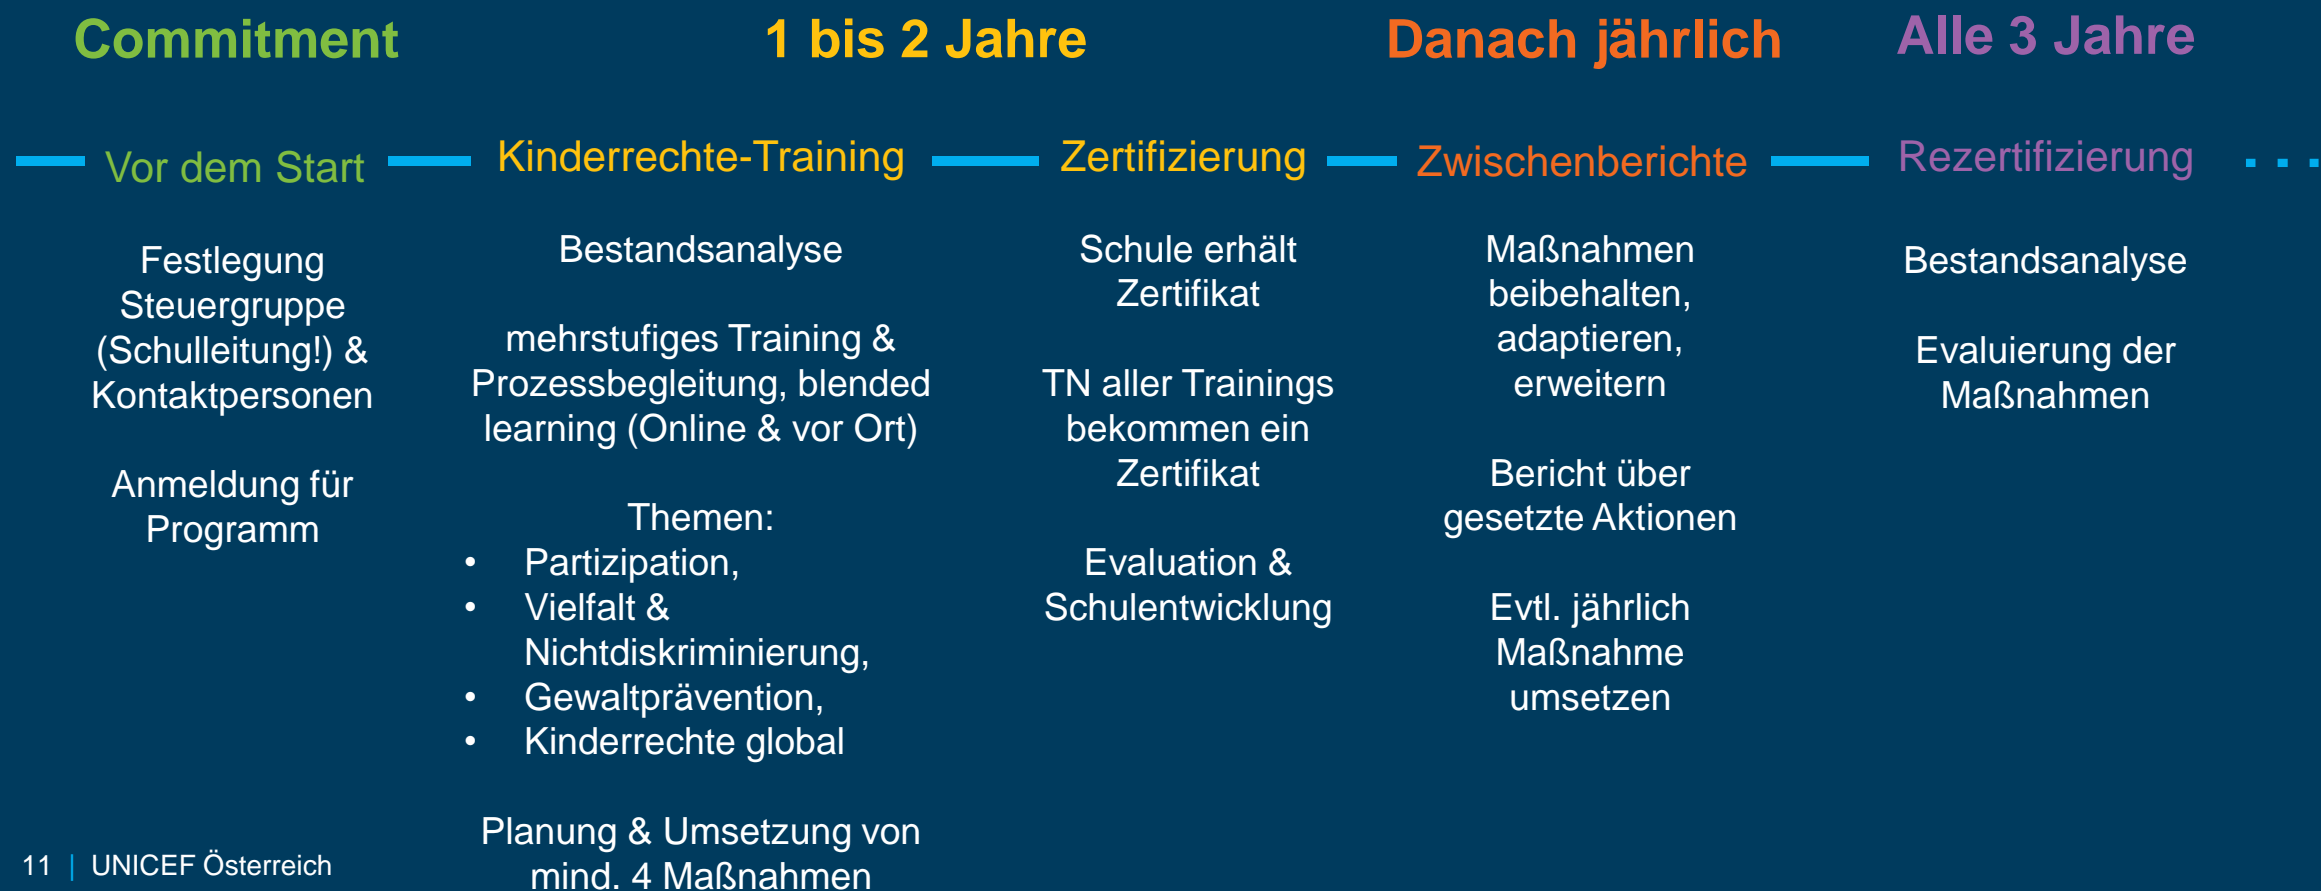 Commitment
1 bis 2 Jahre
Danach jährlich
Alle 3 Jahre
Vor dem Start
Kinderrechte-Training
Zertifizierung
Zwischenberichte
Rezertifizierung
Festlegung
Steuergruppe
(Schulleitung!) &
Kontaktpersonen
Anmeldung für
Programm
Bestandsanalyse
mehrstufiges Training &
Prozessbegleitung, blended
learning (Online & vor Ort)
Themen:
• Partizipation,
• Vielfalt &
Nichtdiskriminierung,
• Gewaltprävention,
• Kinderrechte global
Planung & Umsetzung von
mind. 4 Maßnahmen
Schule erhält
Zertifikat
TN aller Trainings
bekommen ein
Zertifikat
Evaluation &
Schulentwicklung
Maßnahmen
beibehalten,
adaptieren,
erweitern
Bericht über
gesetzte Aktionen
Evtl. jährlich
Maßnahme
umsetzen
Bestandsanalyse
Evaluierung der
Maßnahmen
11 | UNICEF Österreich